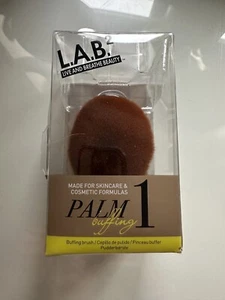 L.A.B.²
LIVE AND BREATHE BEAUTY
MADE FOR SKINCARE &
COSMETIC FORMULAS
PALM 1
buffing
Buffing brush / Cepillo de pulido / Pinceau buffer